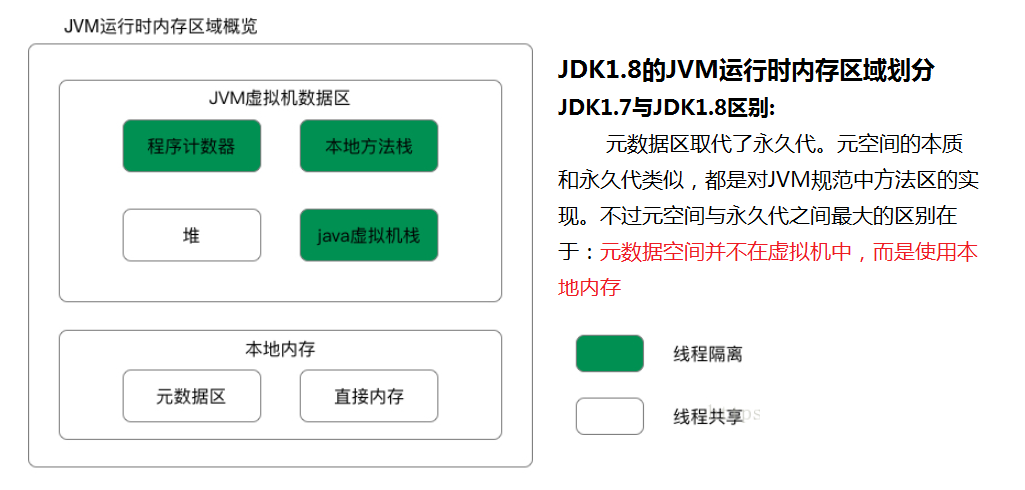 JVM运行时内存区域概览
JVM虚拟机数据区
程序计数器
本地方法栈
堆
java虚拟机栈
本地内存
元数据区
直接内存
JDK1.8的JVM运行时内存区域划分
JDK1.7与JDK1.8区别:
元数据区取代了永久代。元空间的本质
和永久代类似，都是对JVM规范中方法区的实
现。不过元空间与永久代之间最大的区别在
于：元数据空间并不在虚拟机中，而是使用本
地内存
线程隔离
线程共享